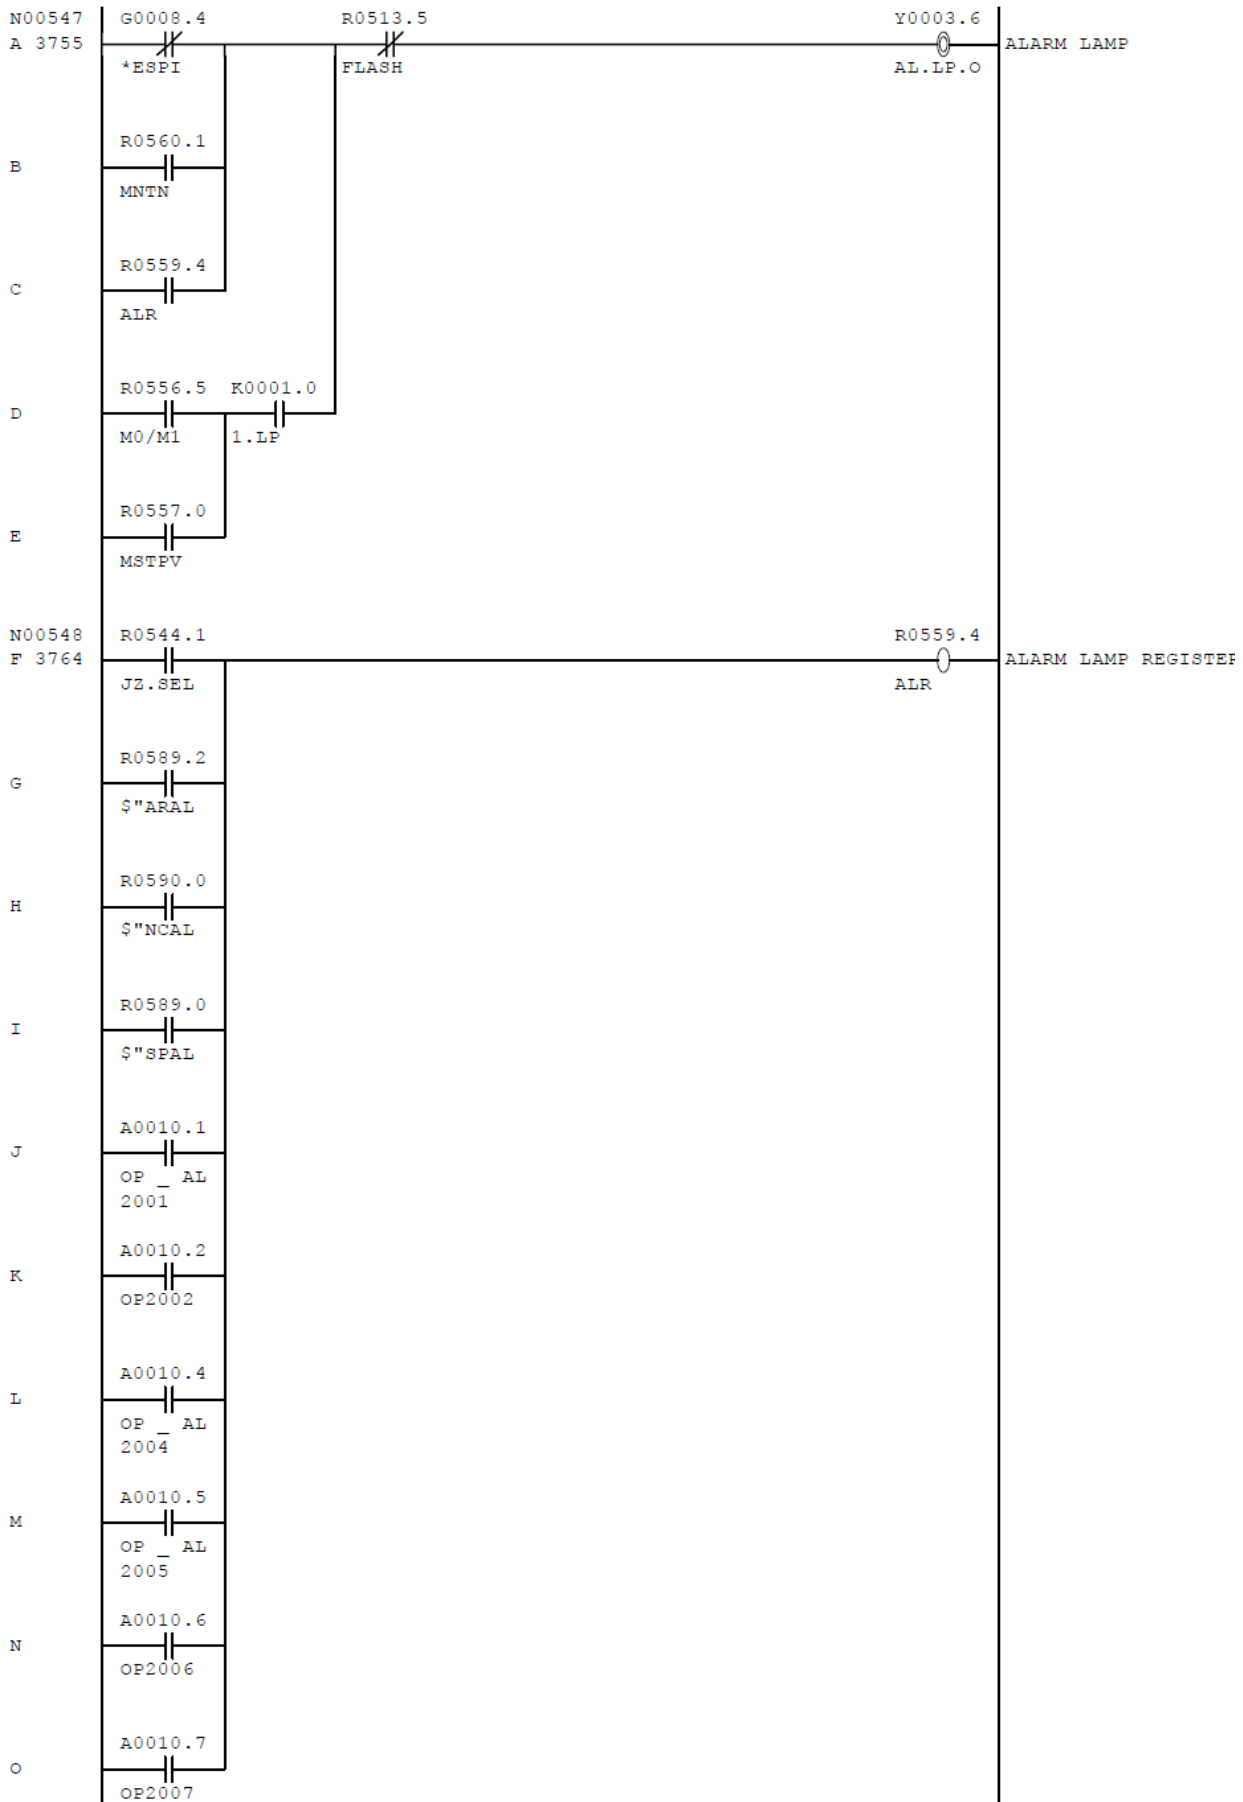 N00547 G0008.4 R0513.5 Y0003.6
A 3755 ALARM LAMP
*ESPI FLASH AL.LP.O
R0560.1
B
MNTN
R0559.4
C
ALR
R0556.5 K0001.0
D
M0/M1 1.LP
R0557.0
E
MSTPV
N00548 R0544.1 R0559.4
F 3764 ALARM LAMP REGISTER
JZ.SEL ALR
R0589.2
G
$"ARAL
R0590.0
H
$"NCAL
R0589.0
I
$"SPAL
A0010.1
J
OP _ AL
2001
A0010.2
K
OP2002
A0010.4
L
OP _ AL
2004
A0010.5
M
OP _ AL
2005
A0010.6
N
OP2006
A0010.7
O
OP2007